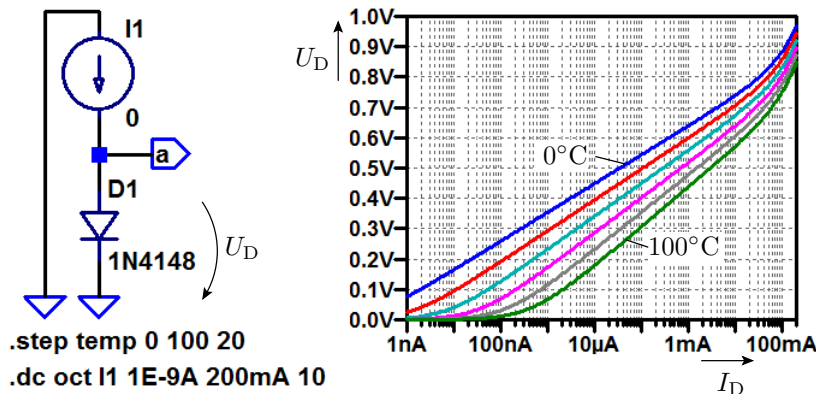 I1
0
a
D1
U_D
1N4148
.step temp 0 100 20
.dc oct I1 1E-9A 200mA 10
U_D
1.0V
0.9V
0.8V
0.7V
0.6V
0.5V
0.4V
0.3V
0.2V
0.1V
0.0V
0°C
100°C
1nA 100nA 10µA 1mA 100mA
I_D